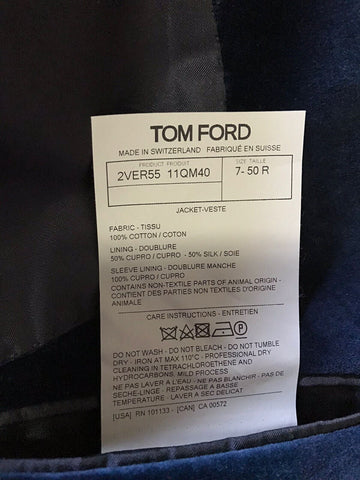 TOM FORD
MADE IN SWITZERLAND FABRIQUÉ EN SUISSE
PRODUCT PRODUIT SIZE TAILLE
2VER55 11QM40 7- 50 R
JACKET-VESTE
FABRIC - TISSU
100% COTTON / COTON
LINING - DOUBLURE
50% CUPRO / CUPRO - 50% SILK / SOIE
SLEEVE LINING - DOUBLURE MANCHE
100% CUPRO / CUPRO
CONTAINS NON-TEXTILE PARTS OF ANIMAL ORIGIN -
CONTIENT DES PARTIES NON TEXTILES D'ORIGINE
ANIMALE
CARE INSTRUCTIONS - ENTRETIEN
P
DO NOT WASH - DO NOT BLEACH - DO NOT TUMBLE
DRY - IRON AT MAX 110°C - PROFESSIONAL DRY
CLEANING IN TETRACHLOROETHENE AND
HYDROCARBONS, MILD PROCESS
NE PAS LAVER A L'EAU - NE PAS BLANCHIR - PAS DE
SECHE-LINGE - REPASSAGE A BASSE
TEMPERATURE - LAVER A SEC EXCLUSIVEMENT
[USA] RN 101133 - [CAN] CA 00572